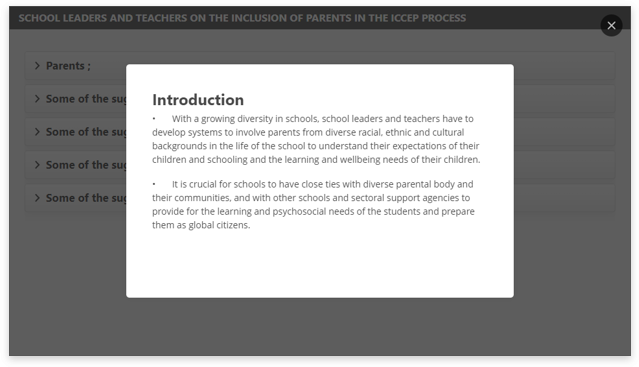 SCHOOL LEADERS AND TEACHERS ON THE INCLUSION OF PARENTS IN THE ICCEP PROCESS
Parents ;
Some of the sug
Some of the sug
Some of the sug
Some of the sug
Introduction
• With a growing diversity in schools, school leaders and teachers have to
develop systems to involve parents from diverse racial, ethnic and cultural
backgrounds in the life of the school to understand their expectations of their
children and schooling and the learning and wellbeing needs of their children.
• It is crucial for schools to have close ties with diverse parental body and
their communities, and with other schools and sectoral support agencies to
provide for the learning and psychosocial needs of the students and prepare
them as global citizens.